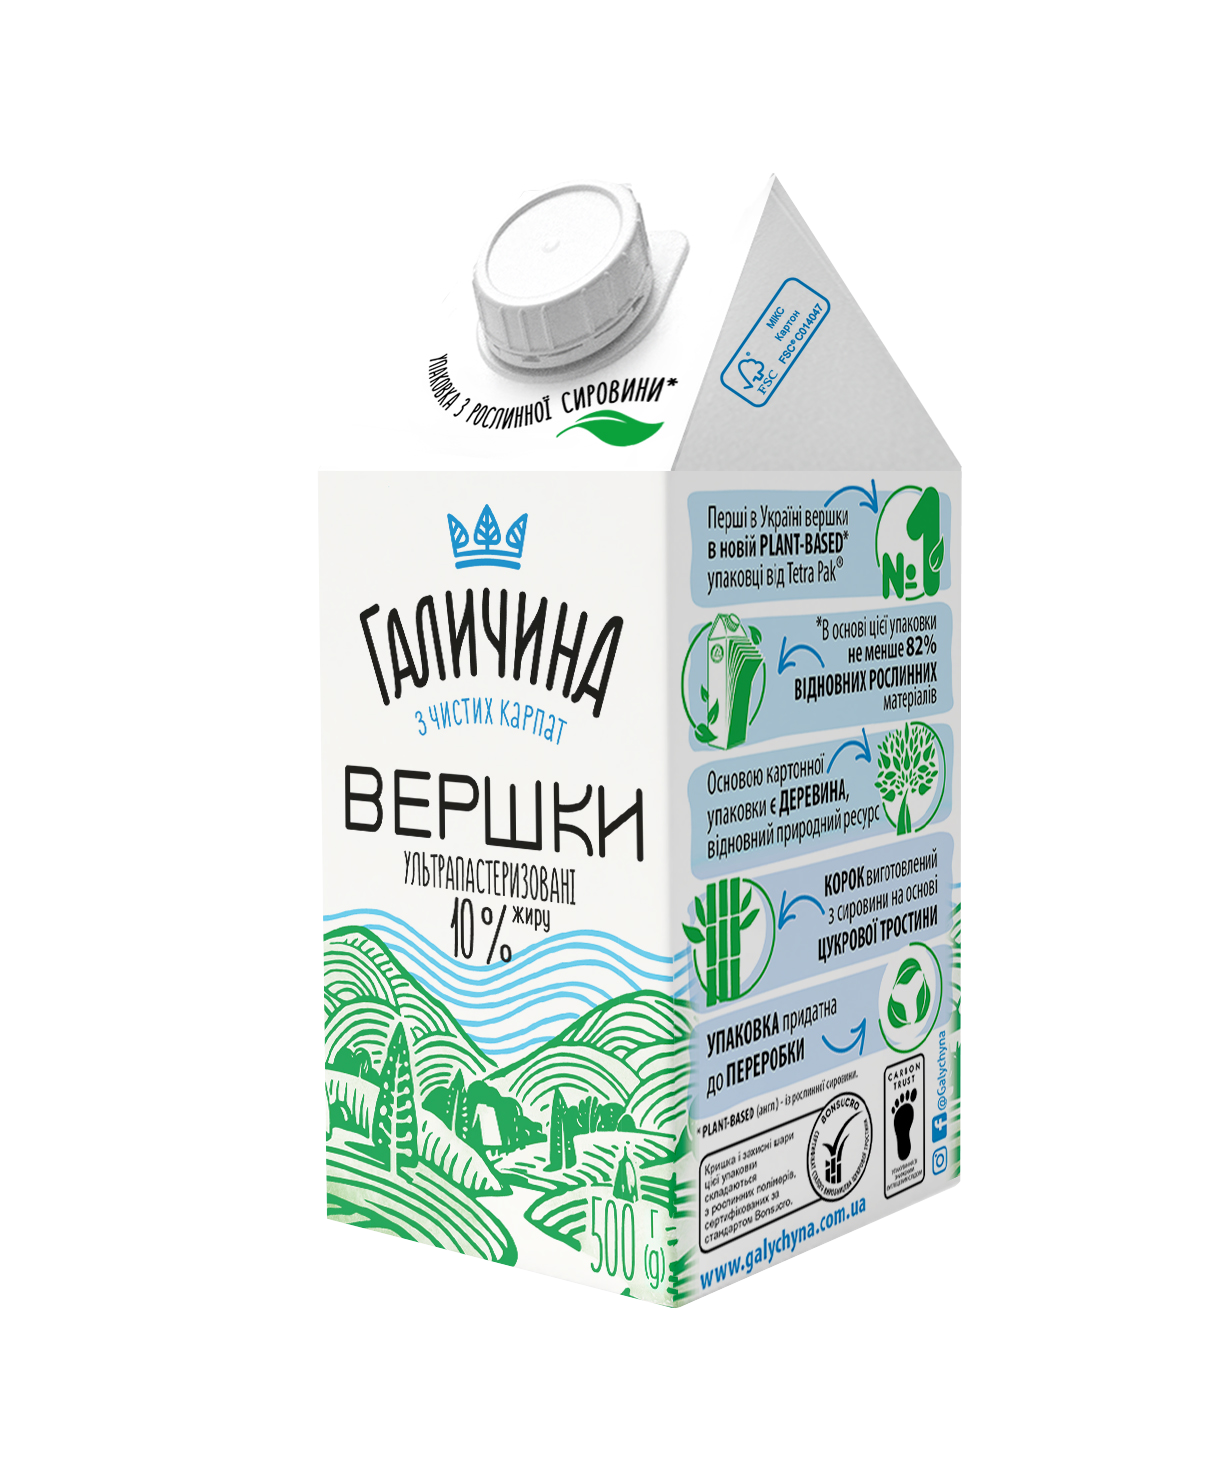 УПАКОВКА З РОСЛИННОЇ СИРОВИНИ*
МІКС
Картон
FSC® C014047
FSC
ГАЛИЧИНА
З ЧИСТИХ КАРПАТ
ВЕРШКИ
УЛЬТРАПАСТЕРИЗОВАНІ
10% жиру
500 г
(g)
Перші в Україні вершки
в новій PLANT-BASED*
упаковці від Tetra Pak®
№1
*В основі цієї упаковки
не менше 82%
ВІДНОВНИХ РОСЛИННИХ
матеріалів
Основою картонної
упаковки є ДЕРЕВИНА,
відновний природний ресурс
КОРОК виготовлений
з сировини на основі
ЦУКРОВОЇ ТРОСТИНИ
УПАКОВКА придатна
до ПЕРЕРОБКИ
*PLANT-BASED (англ.) - із рослинної сировини.
Кришка і захисні шари
цієї упаковки
складаються
з рослинних полімерів,
сертифікованих за
стандартом Bonsucro.
BONSUCRO
CARBON
TRUST
@Galychyna
www.galychyna.com.ua